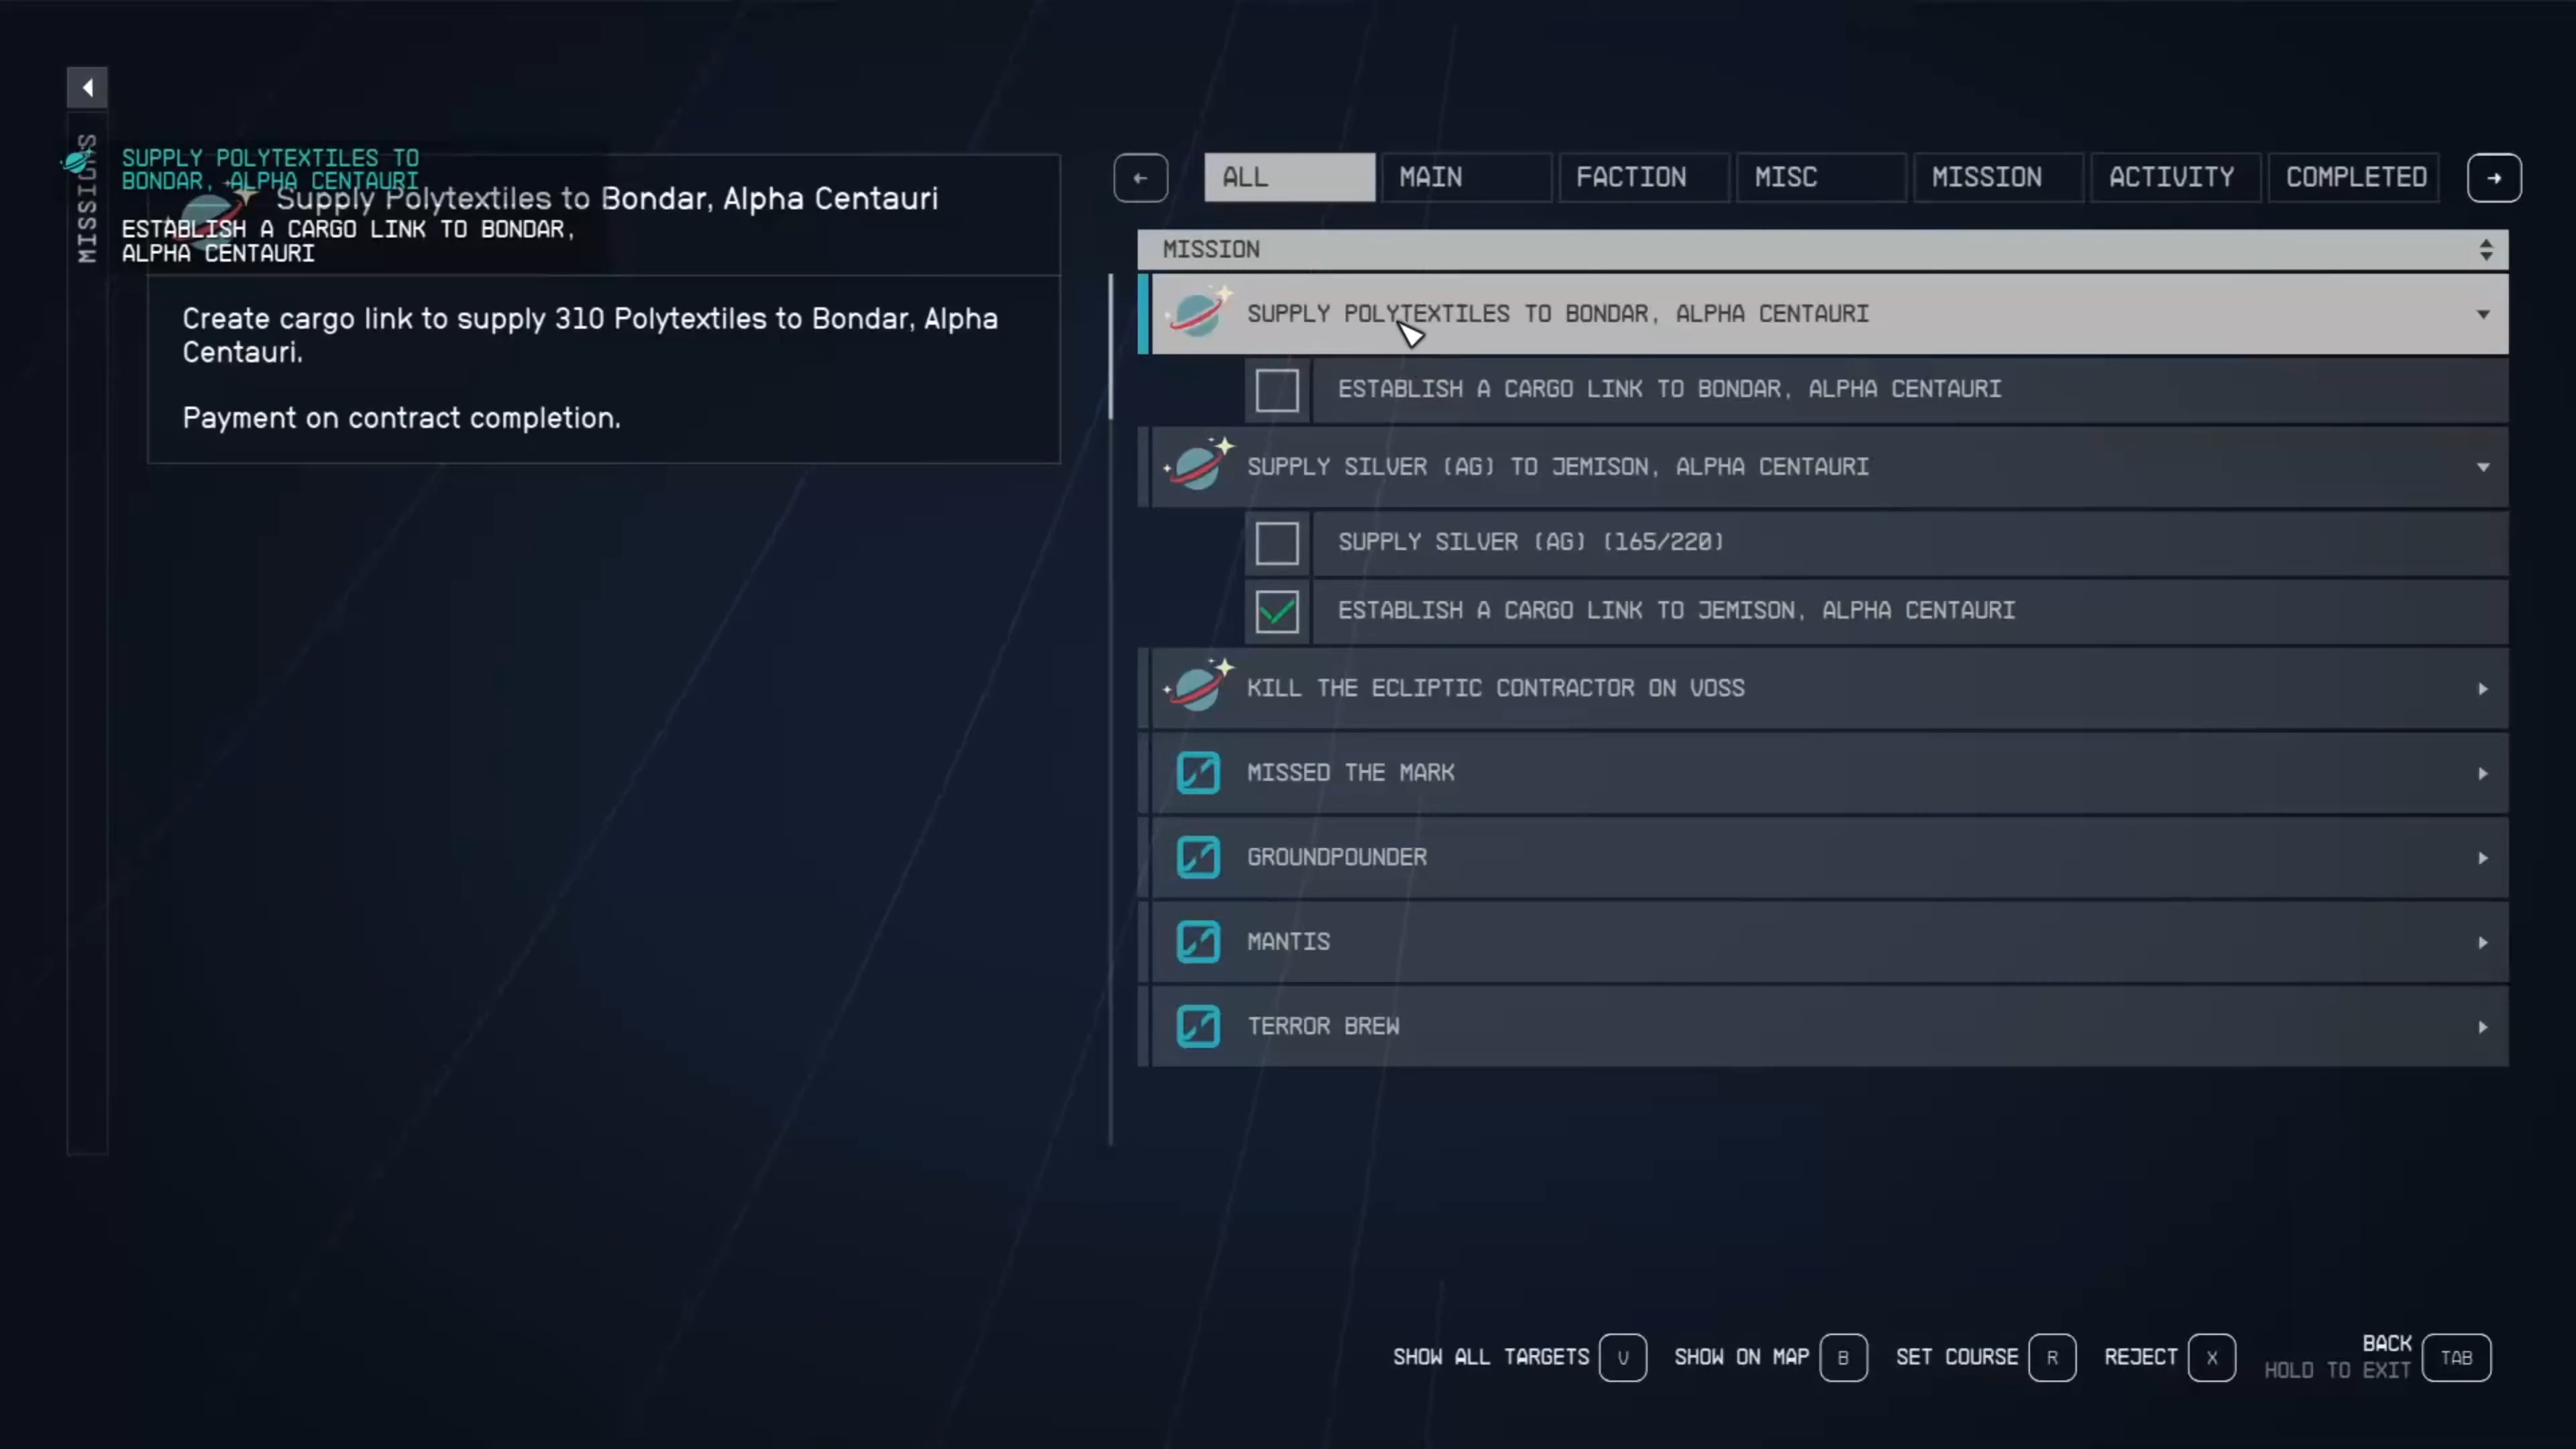 MISSIONS
SUPPLY POLYTEXTILES TO
BONDAR, ALPHA CENTAURI
Supply Polytextiles to Bondar, Alpha Centauri
ESTABLISH A CARGO LINK TO BONDAR,
ALPHA CENTAURI
Create cargo link to supply 310 Polytextiles to Bondar, Alpha
Centauri.
Payment on contract completion.
ALL MAIN FACTION MISC MISSION ACTIVITY COMPLETED
MISSION
SUPPLY POLYTEXTILES TO BONDAR, ALPHA CENTAURI
ESTABLISH A CARGO LINK TO BONDAR, ALPHA CENTAURI
SUPPLY SILVER (AG) TO JEMISON, ALPHA CENTAURI
SUPPLY SILVER (AG) (165/220)
ESTABLISH A CARGO LINK TO JEMISON, ALPHA CENTAURI
KILL THE ECLIPTIC CONTRACTOR ON VOSS
MISSED THE MARK
GROUNDPOUNDER
MANTIS
TERROR BREW
SHOW ALL TARGETS V SHOW ON MAP B SET COURSE R REJECT X BACK TAB
HOLD TO EXIT